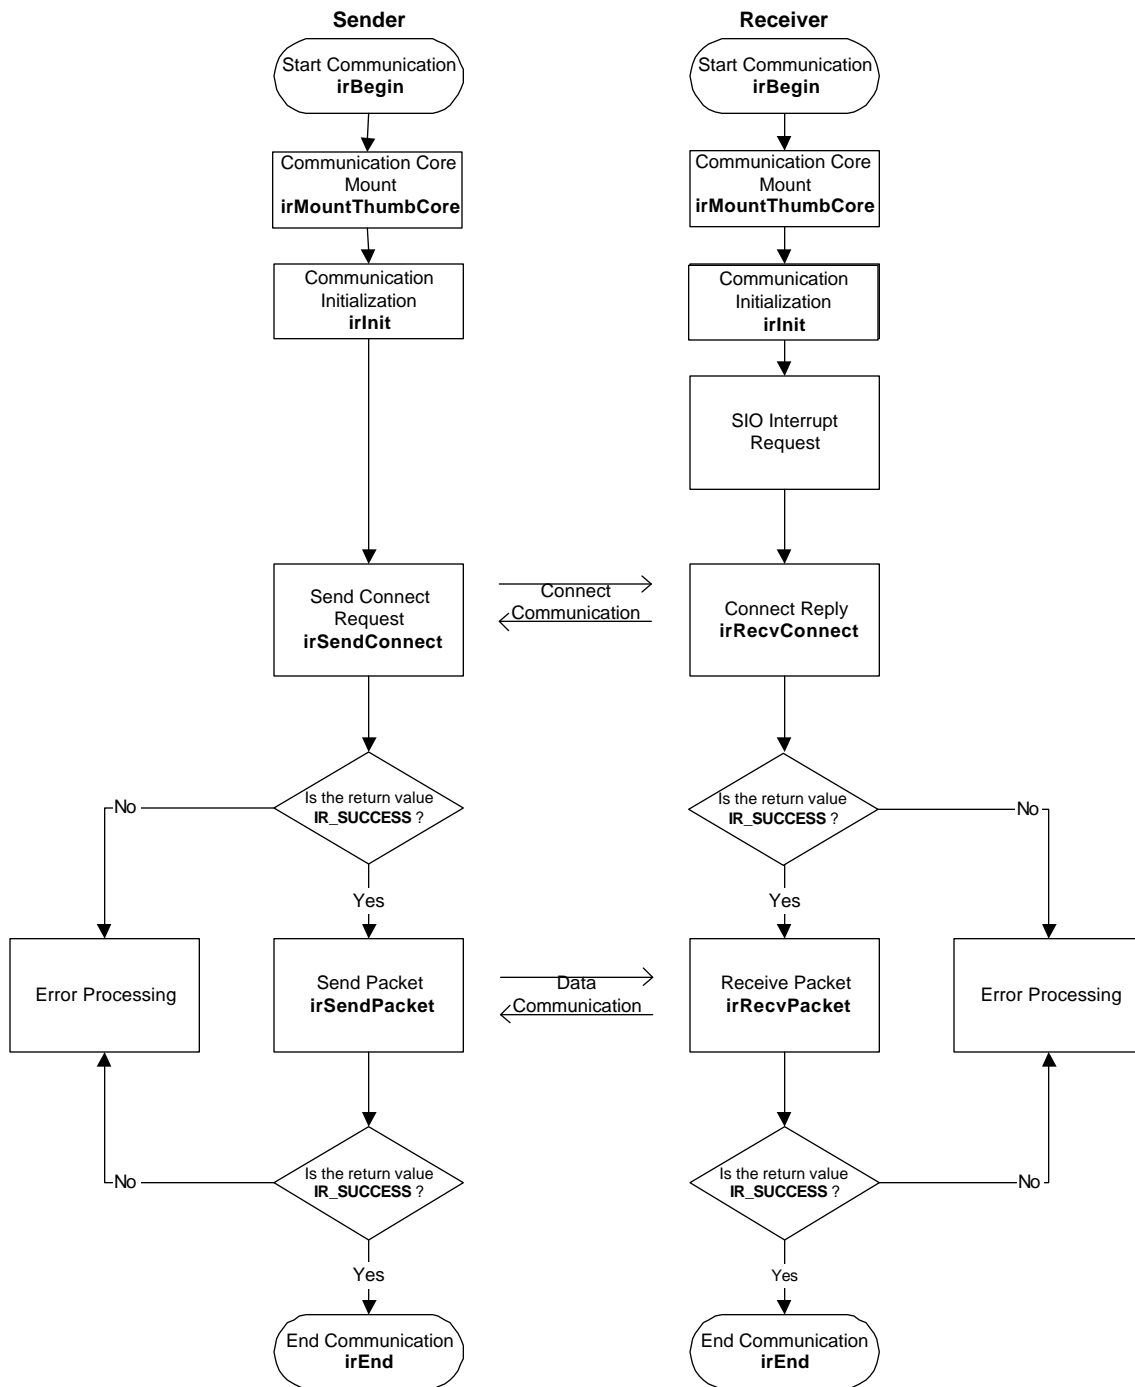 Sender
Start Communication
irBegin
Communication Core
Mount
irMountThumbCore
Communication
Initialization
irInit
Send Connect
Request
irSendConnect
Is the return value
IR_SUCCESS ?
No
Yes
Error Processing
Send Packet
irSendPacket
Is the return value
IR_SUCCESS ?
No
Yes
End Communication
irEnd
Connect
Communication
Data
Communication
Receiver
Start Communication
irBegin
Communication Core
Mount
irMountThumbCore
Communication
Initialization
irInit
SIO Interrupt
Request
Connect Reply
irRecvConnect
Is the return value
IR_SUCCESS ?
No
Yes
Receive Packet
irRecvPacket
Error Processing
Is the return value
IR_SUCCESS ?
No
Yes
End Communication
irEnd